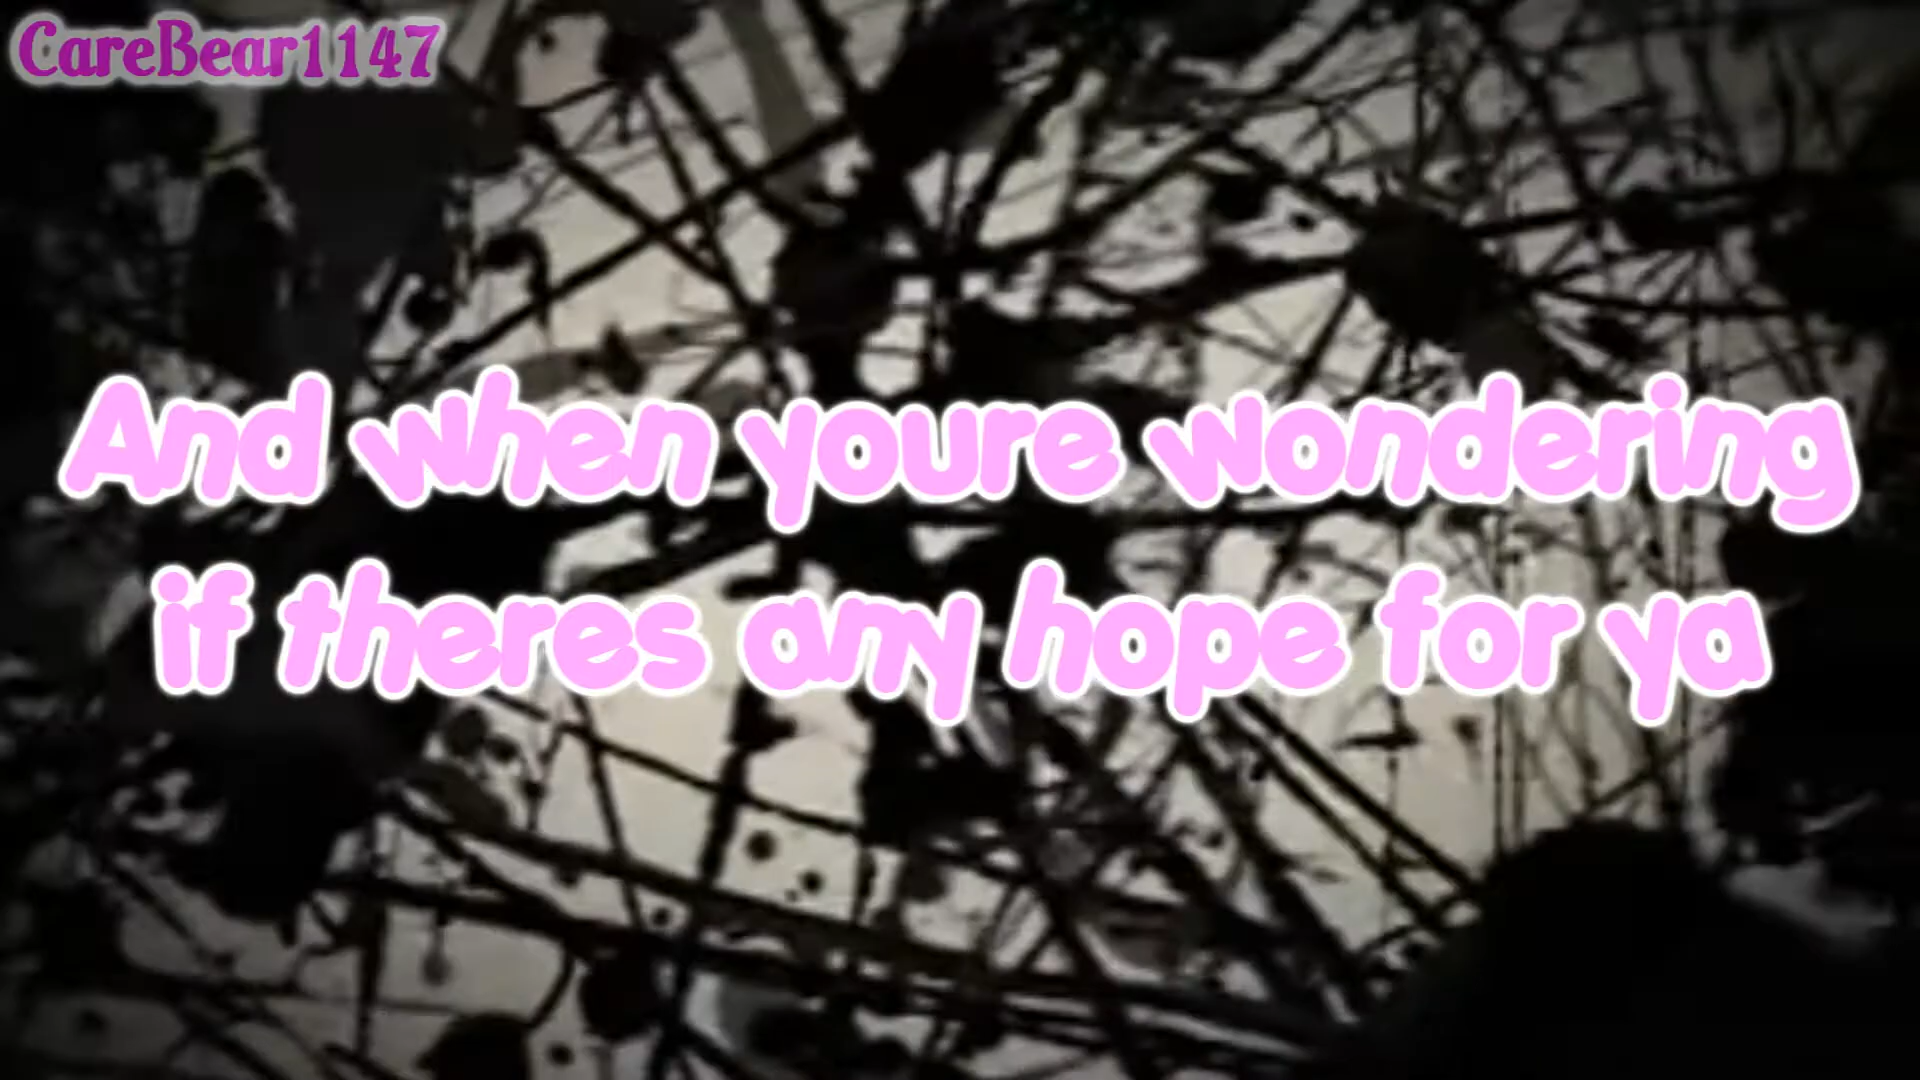 CareBear1147
And when youre wondering
if theres any hope for ya